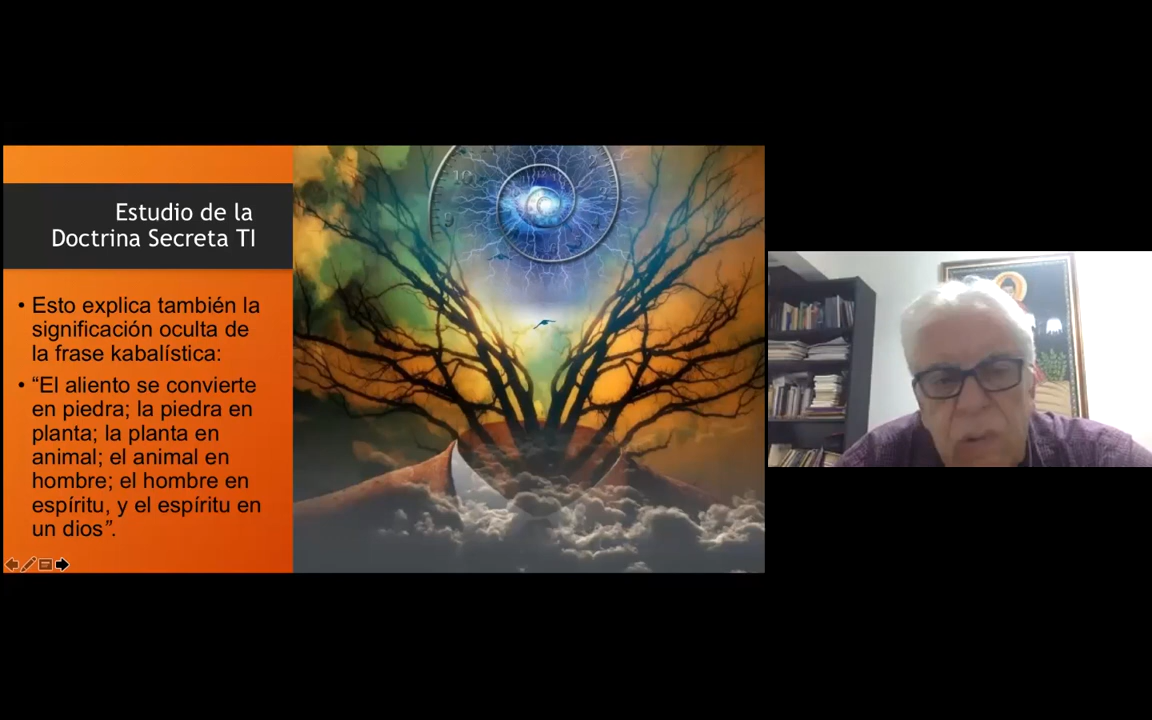 Estudio de la
Doctrina Secreta TI
• Esto explica también la
significación oculta de
la frase kabalística:
• “El aliento se convierte
en piedra; la piedra en
planta; la planta en
animal; el animal en
hombre; el hombre en
espíritu, y el espíritu en
un dios”.
10
9